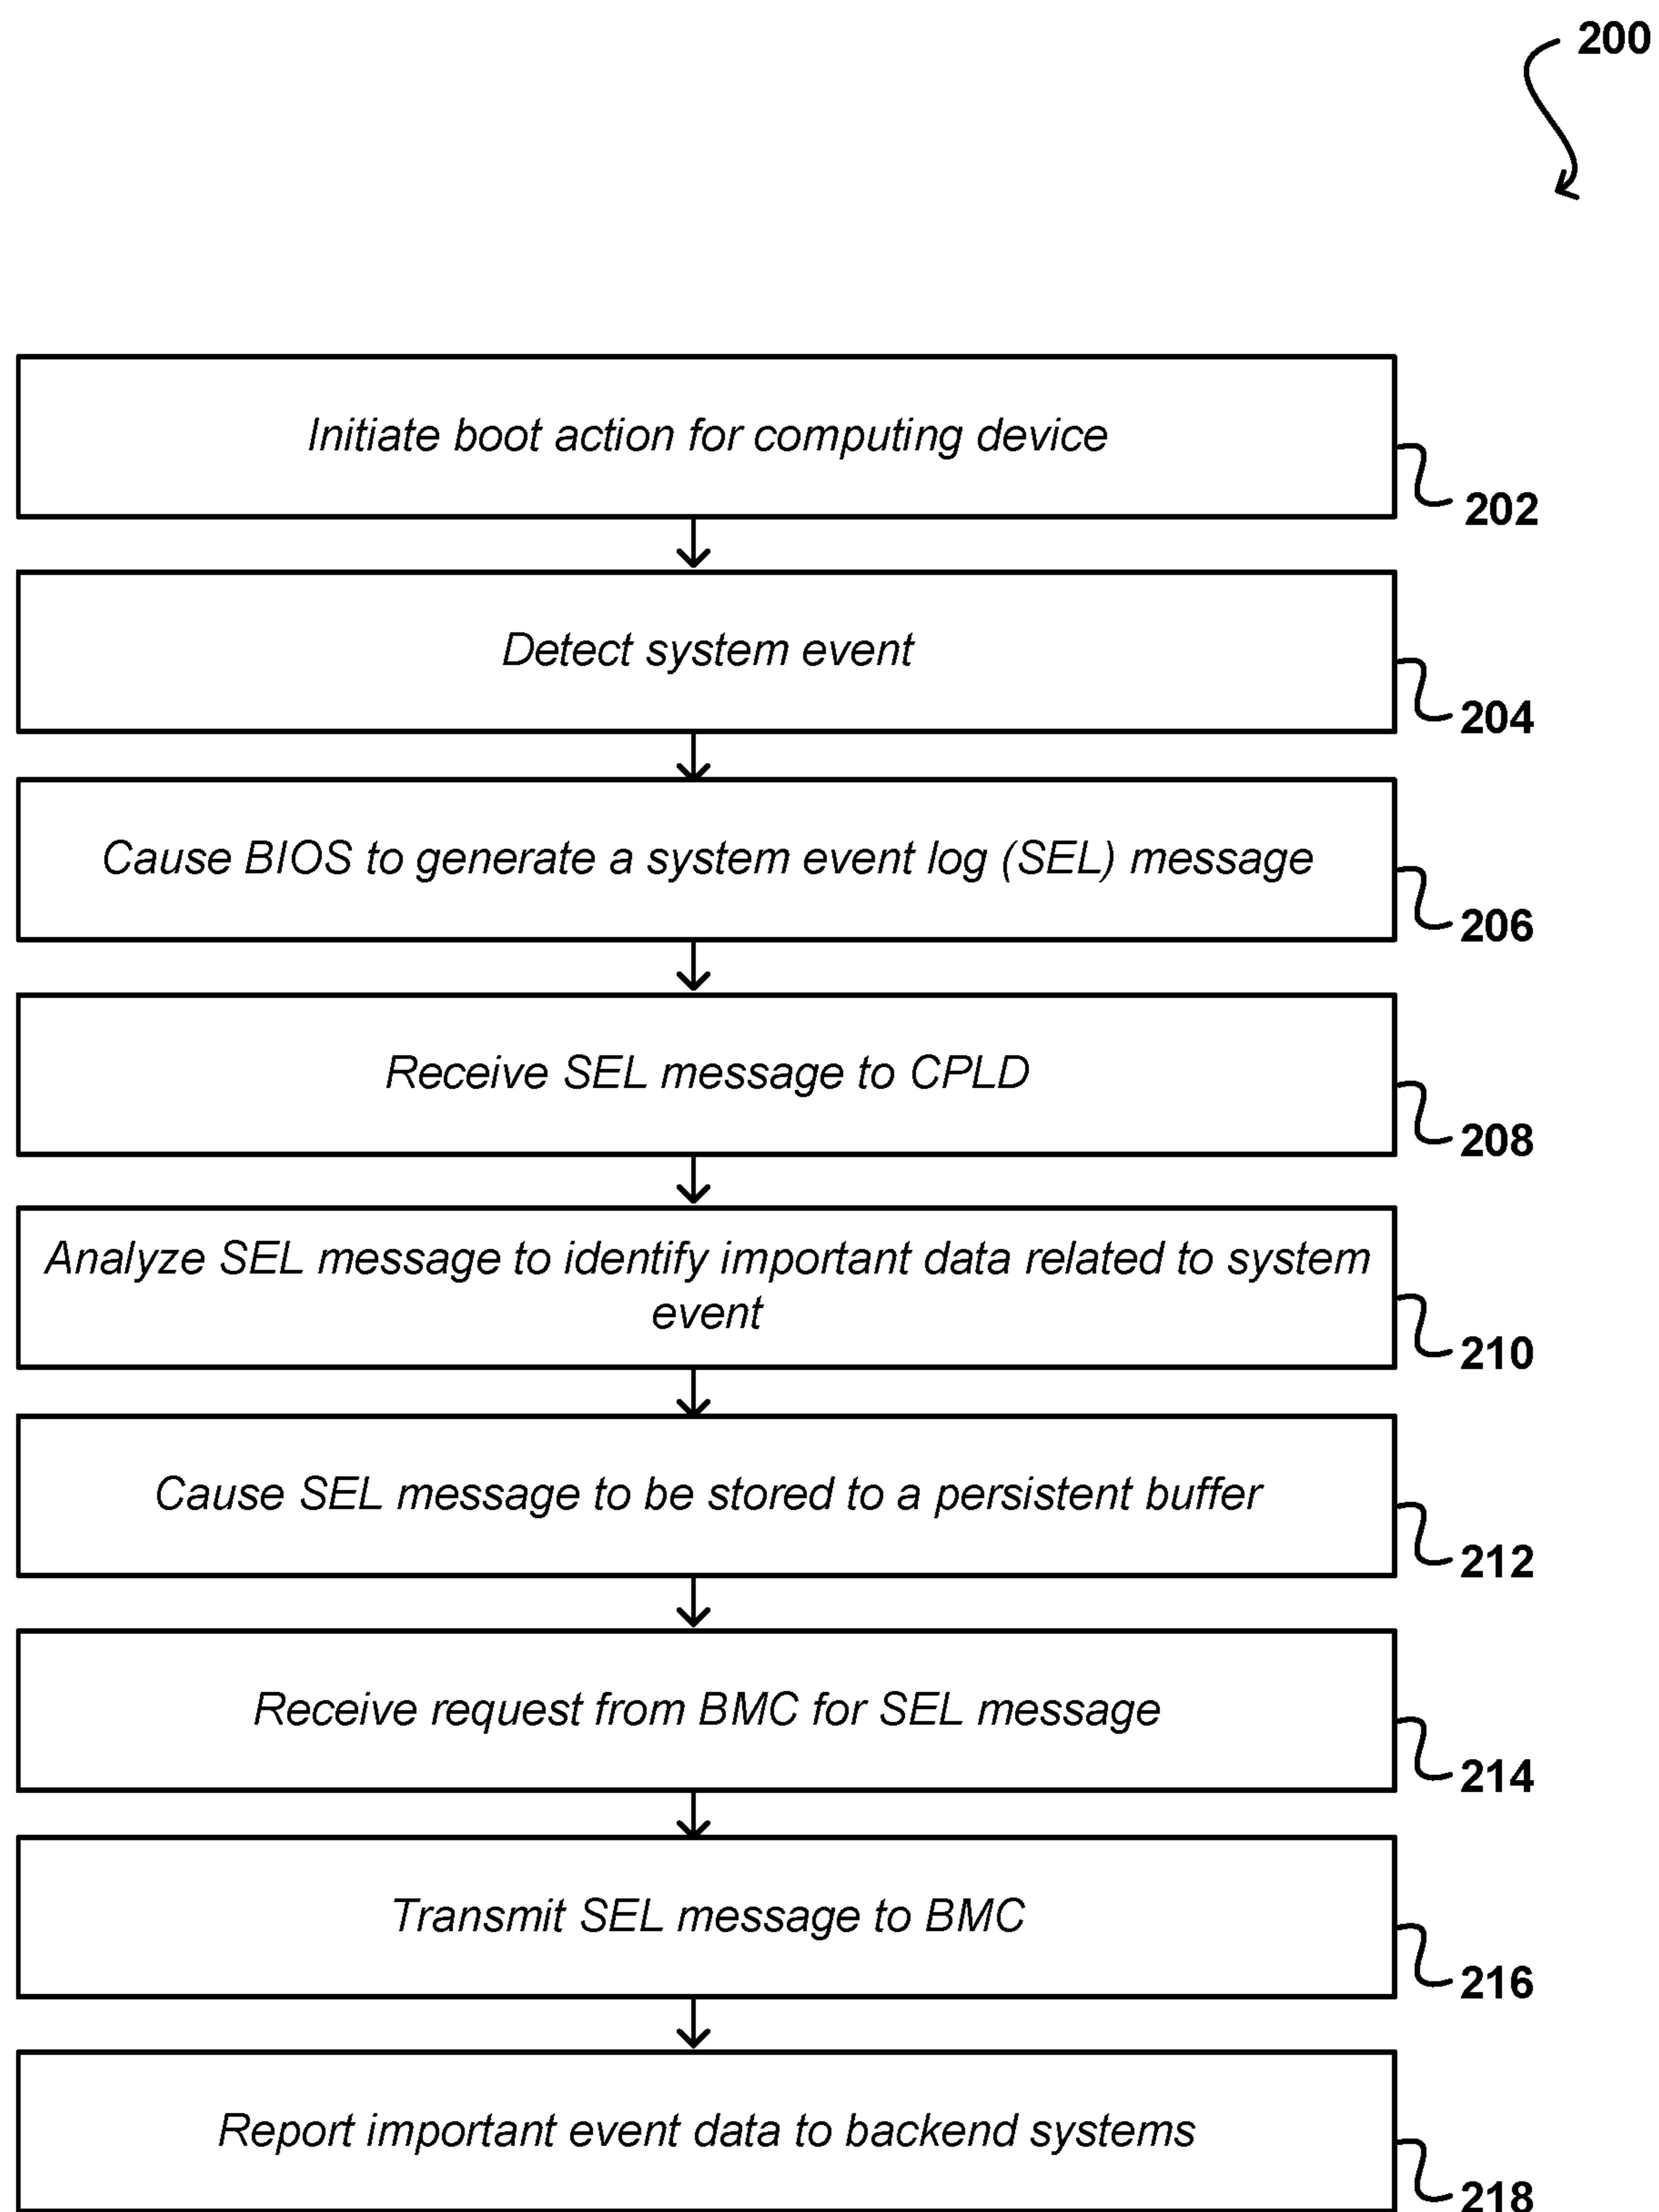 200
Initiate boot action for computing device
202
Detect system event
204
Cause BIOS to generate a system event log (SEL) message
206
Receive SEL message to CPLD
208
Analyze SEL message to identify important data related to system
event
210
Cause SEL message to be stored to a persistent buffer
212
Receive request from BMC for SEL message
214
Transmit SEL message to BMC
216
Report important event data to backend systems
218